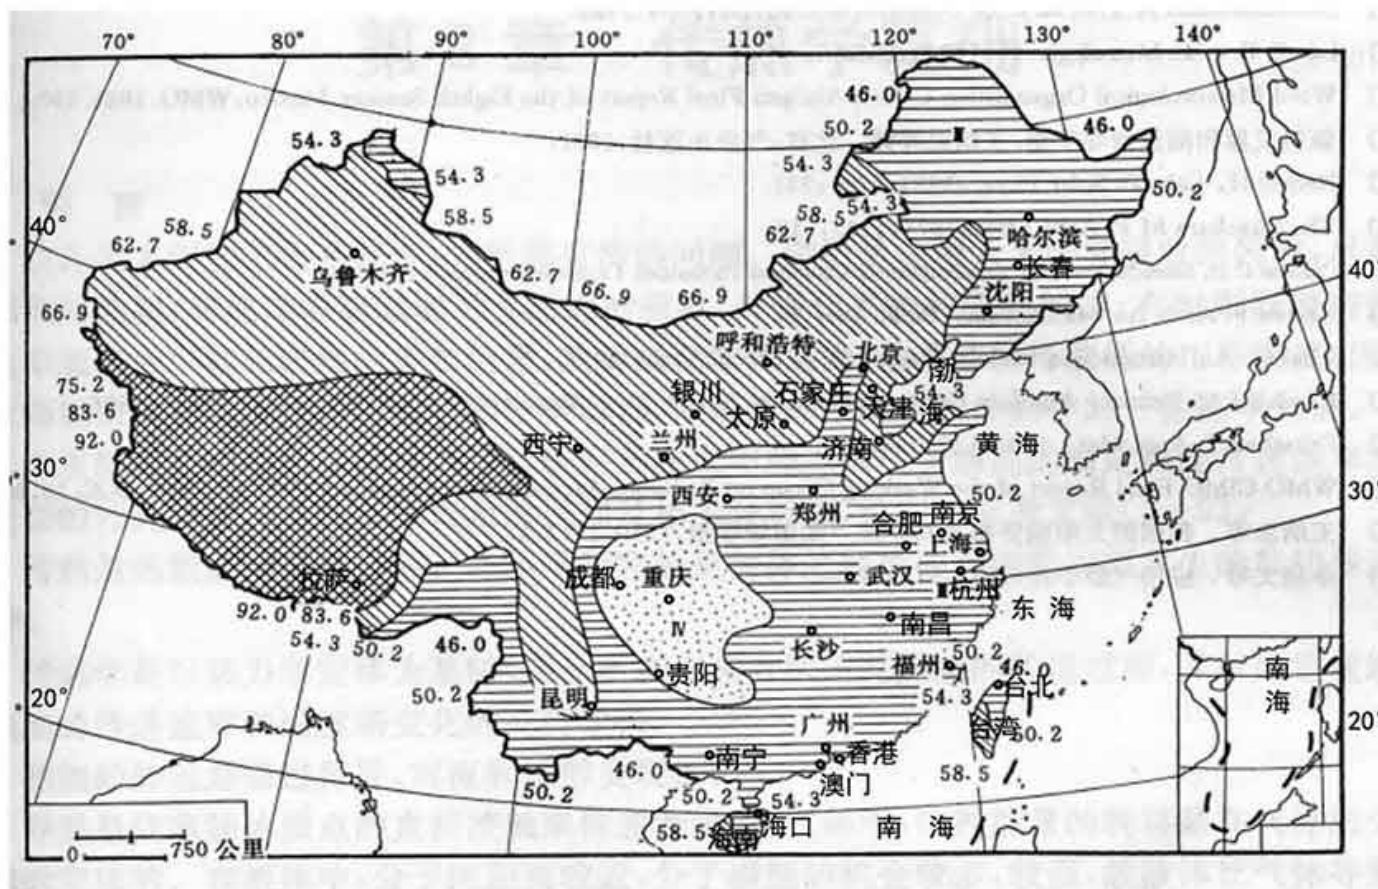 70° 80° 90° 100° 110° 120° 130° 140°
46.0
50.2
46.0
54.3 54.3
54.3
50.2
58.5
58.5
54.3
58.5
40°
62.7
62.7
哈尔滨
乌鲁木齐
62.7
长春
40°
66.9
66.9
66.9
沈阳
呼和浩特
北京
渤
75.2
银川
石家庄
54.3
83.6
太原
天津
海
92.0
西宁
兰州
济南
黄海
30°
西安
郑州
50.2
30°
南京
合肥
上海
拉萨
成都
重庆
武汉
杭州
92.0 83.6
东海
54.3 50.2
46.0
Ⅳ
南昌
长沙
50.2
福州
46.0
南
20°
50.2
贵阳
54.3
台北
海
昆明
广州
台湾
50.2
20°
南宁
香港
46.0
澳门
58.5
50.2
50.2
54.3
海口
南海
58.5
海南
0 750公里